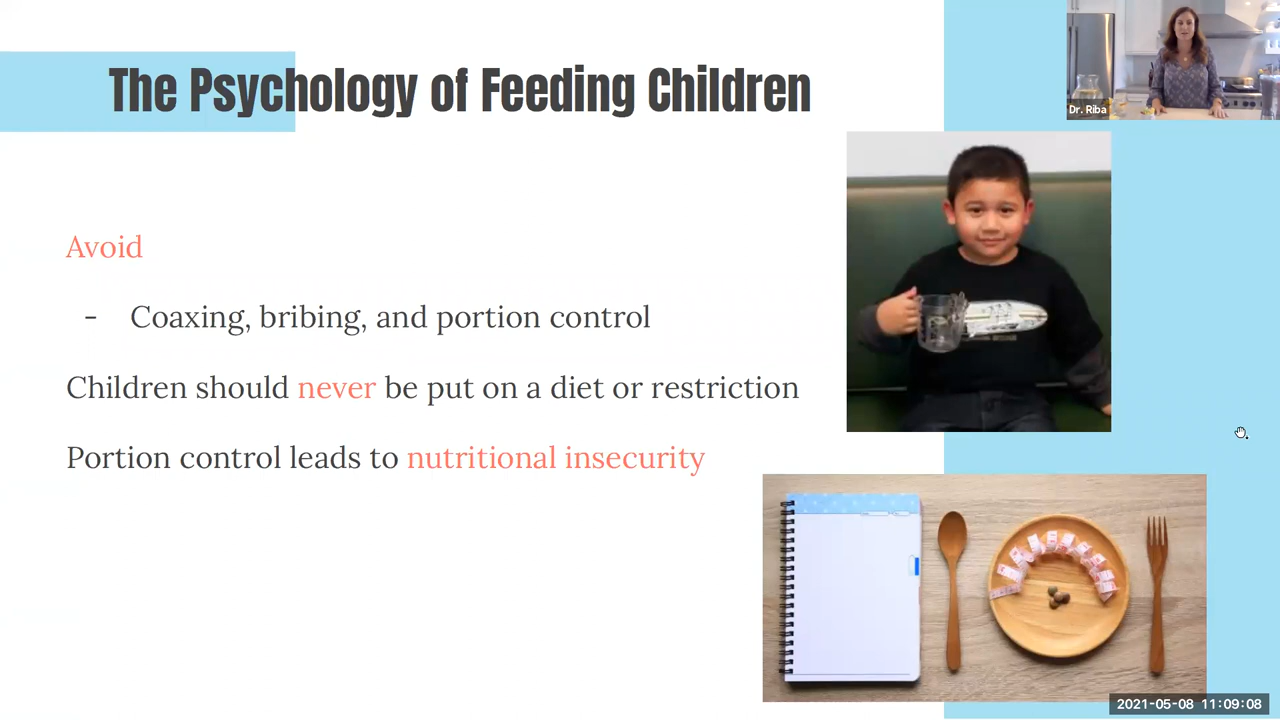 The Psychology of Feeding Children
Dr. Riba
Avoid
- Coaxing, bribing, and portion control
Children should never be put on a diet or restriction
Portion control leads to nutritional insecurity
2021-05-08 11:09:08